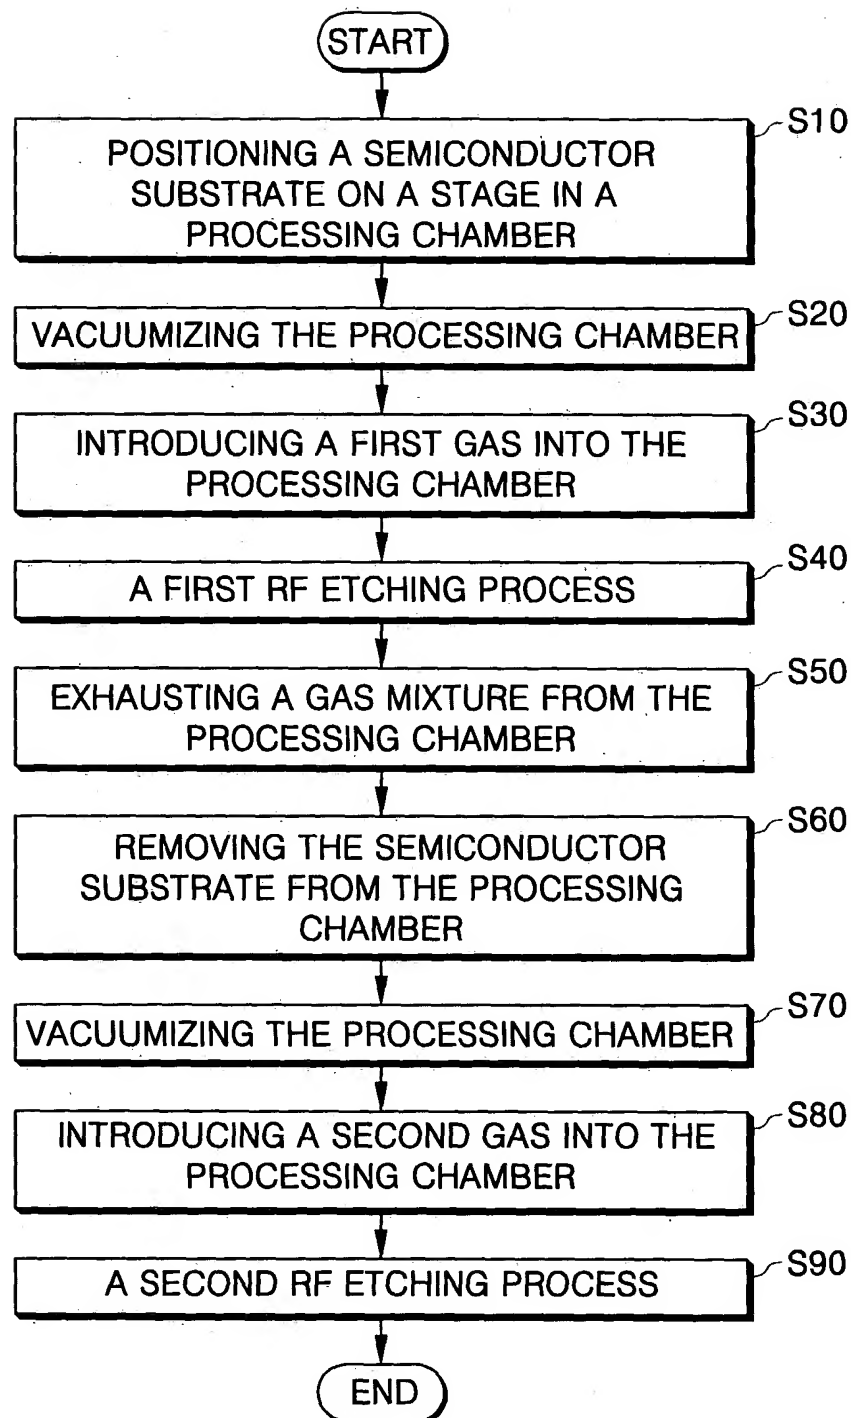 START
S10
POSITIONING A SEMICONDUCTOR
SUBSTRATE ON A STAGE IN A
PROCESSING CHAMBER
S20
VACUUMIZING THE PROCESSING CHAMBER
S30
INTRODUCING A FIRST GAS INTO THE
PROCESSING CHAMBER
S40
A FIRST RF ETCHING PROCESS
S50
EXHAUSTING A GAS MIXTURE FROM THE
PROCESSING CHAMBER
S60
REMOVING THE SEMICONDUCTOR
SUBSTRATE FROM THE PROCESSING
CHAMBER
S70
VACUUMIZING THE PROCESSING CHAMBER
S80
INTRODUCING A SECOND GAS INTO THE
PROCESSING CHAMBER
S90
A SECOND RF ETCHING PROCESS
END